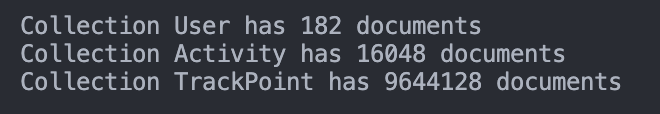 Collection User has 182 documents
Collection Activity has 16048 documents
Collection TrackPoint has 9644128 documents